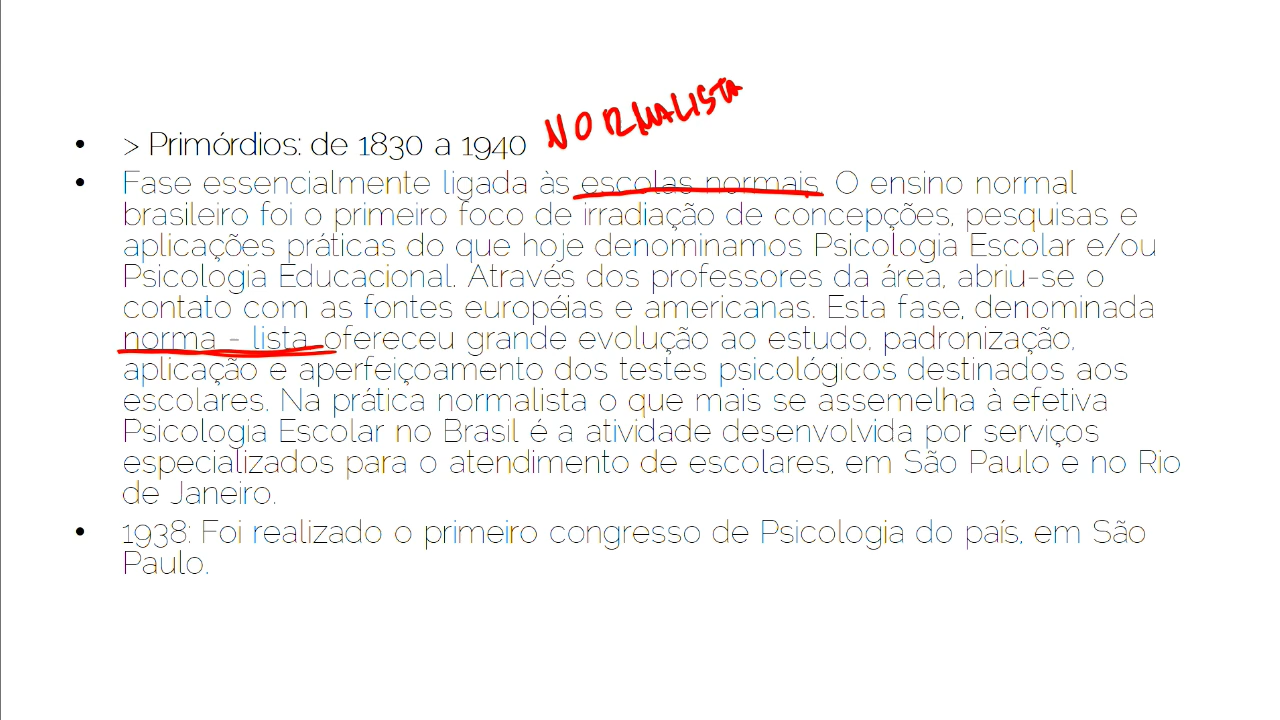 NORMALISTA
• > Primórdios: de 1830 a 1940
• Fase essencialmente ligada às escolas normais. O ensino normal
brasileiro foi o primeiro foco de irradiação de concepções, pesquisas e
aplicações práticas do que hoje denominamos Psicologia Escolar e/ou
Psicologia Educacional. Através dos professores da área, abriu-se o
contato com as fontes européias e americanas. Esta fase, denominada
norma - lista ofereceu grande evolução ao estudo, padronização,
aplicação e aperfeiçoamento dos testes psicológicos destinados aos
escolares. Na prática normalista o que mais se assemelha à efetiva
Psicologia Escolar no Brasil é a atividade desenvolvida por serviços
especializados para o atendimento de escolares, em São Paulo e no Rio
de Janeiro.
• 1938: Foi realizado o primeiro congresso de Psicologia do país, em São
Paulo.